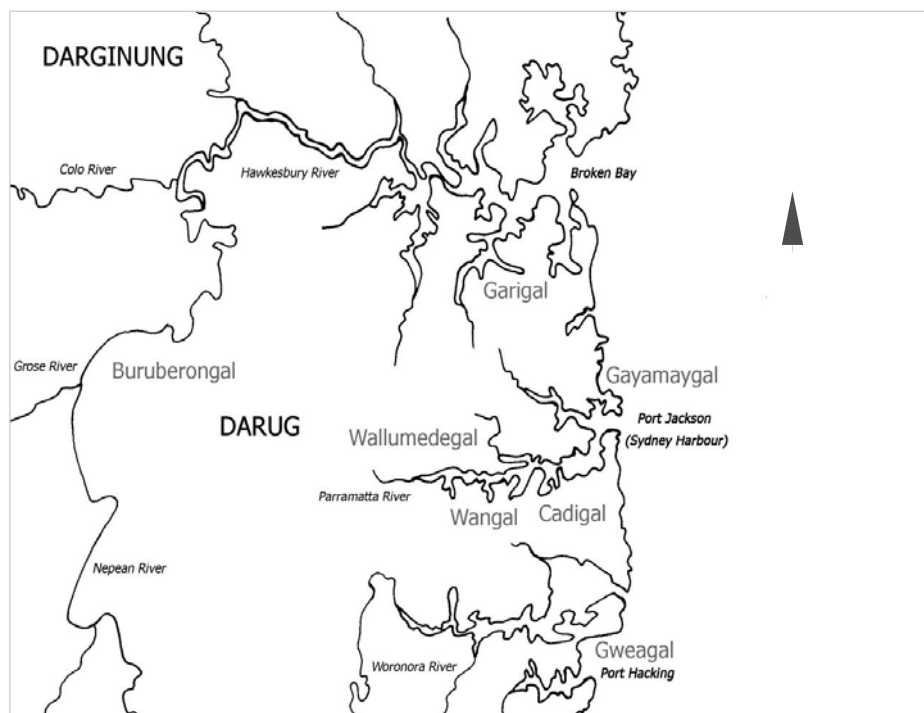 DARGINUNG
Colo River
Hawkesbury River
Broken Bay
Garigal
Grose River
Buruberongal
Gayamaygal
DARUG
Wallumedegal
Port Jackson
(Sydney Harbour)
Parramatta River
Wangal
Cadigal
Nepean River
Gweagal
Woronora River
Port Hacking